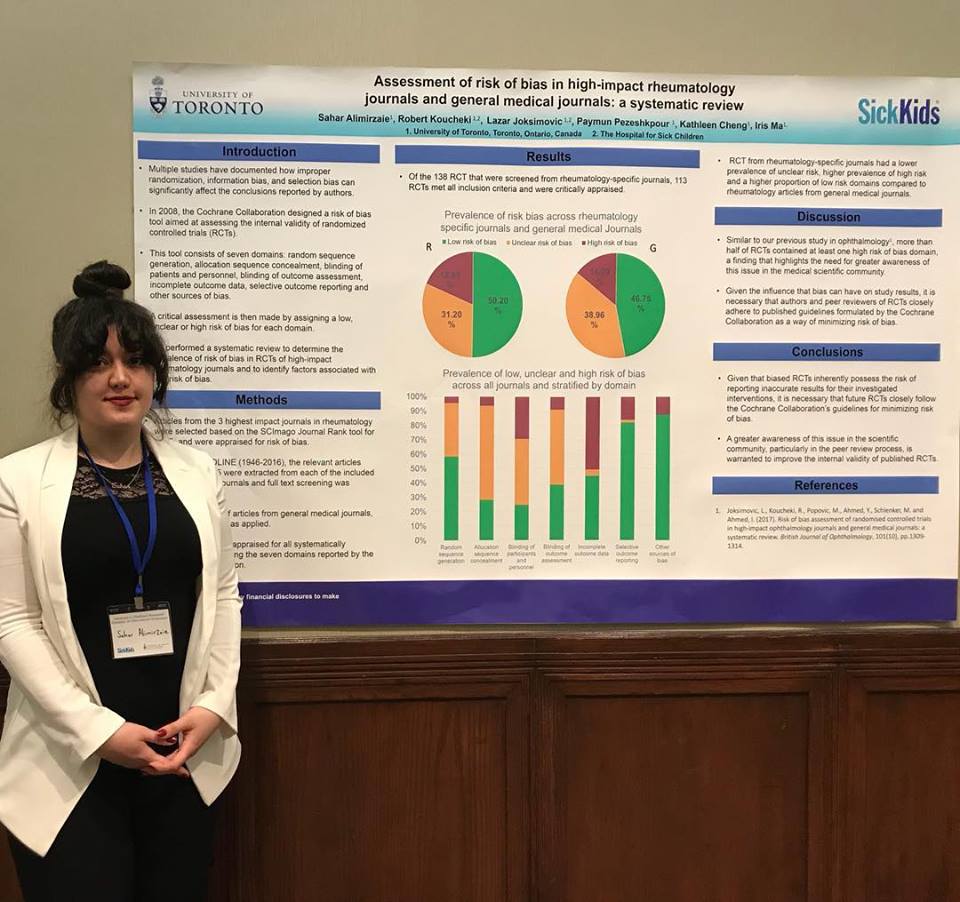 UNIVERSITY OF
TORONTO
Assessment of risk of bias in high-impact rheumatology
journals and general medical journals: a systematic review
Sahar Alimirzaie¹, Robert Koucheki ¹,², Lazar Joksimovic ¹,², Paymun Pezeshkpour ¹, Kathleen Cheng¹, Iris Ma¹
1. University of Toronto, Toronto, Ontario, Canada 2. The Hospital for Sick Children
SickKids
Introduction
• Multiple studies have documented how improper
randomization, information bias, and selection bias can
significantly affect the conclusions reported by authors.
• In 2008, the Cochrane Collaboration designed a risk of bias
tool aimed at assessing the internal validity of randomized
controlled trials (RCTs).
• This tool consists of seven domains: random sequence
generation, allocation sequence concealment, blinding of
patients and personnel, blinding of outcome assessment,
incomplete outcome data, selective outcome reporting and
other sources of bias.
critical assessment is then made by assigning a low,
or high risk of bias for each domain.
performed a systematic review to determine the
of risk of bias in RCTs of high-impact
journals and to identify factors associated with
risk of bias.
Methods
from the 3 highest impact journals in rheumatology
selected based on the SCImago Journal Rank tool for
and were appraised for risk of bias.
(1946-2016), the relevant articles
were extracted from each of the included
and full text screening was
articles from general medical journals,
as applied.
appraised for all systematically
the seven domains reported by the
financial disclosures to make
Results
• Of the 138 RCT that were screened from rheumatology-specific journals, 113
RCTs met all inclusion criteria and were critically appraised.
Prevalence of risk bias across rheumatology
specific journals and general medical Journals
Low risk of bias Unclear risk of bias High risk of bias
R
G
50.20
%
31.20
%
46.75
%
38.96
%
Prevalence of low, unclear and high risk of bias
across all journals and stratified by domain
100%
90%
80%
70%
60%
50%
40%
30%
20%
10%
0%
Random
sequence
generation
Allocation
sequence
concealment
Blinding of
participants
and
personnel
Blinding of
outcome
assessment
Incomplete
outcome data
Selective
outcome
reporting
Other
sources of
bias
• RCT from rheumatology-specific journals had a lower
prevalence of unclear risk, higher prevalence of high risk
and a higher proportion of low risk domains compared to
rheumatology articles from general medical journals.
Discussion
• Similar to our previous study in ophthalmology¹, more than
half of RCTs contained at least one high risk of bias domain,
a finding that highlights the need for greater awareness of
this issue in the medical scientific community.
• Given the influence that bias can have on study results, it is
necessary that authors and peer reviewers of RCTs closely
adhere to published guidelines formulated by the Cochrane
Collaboration as a way of minimizing risk of bias.
Conclusions
• Given that biased RCTs inherently possess the risk of
reporting inaccurate results for their investigated
interventions, it is necessary that future RCTs closely follow
the Cochrane Collaboration's guidelines for minimizing risk
of bias.
• A greater awareness of this issue in the scientific
community, particularly in the peer review process, is
warranted to improve the internal validity of published RCTs.
References
1. Joksimovic, L., Koucheki, R., Popovic, M., Ahmed, Y., Schlenker, M. and
Ahmed, I. (2017). Risk of bias assessment of randomised controlled trials
in high-impact ophthalmology journals and general medical journals: a
systematic review. British Journal of Ophthalmology, 101(10), pp.1309-
1314.
Sahar Alimirzaie
SickKids